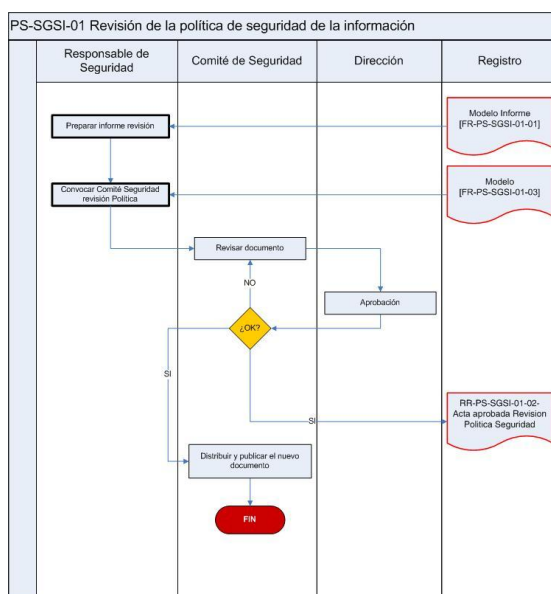 PS-SGSI-01 Revisión de la política de seguridad de la información
Responsable de
Seguridad
Comité de Seguridad
Dirección
Registro
Modelo Informe
[FR-PS-SGSI-01-01]
Preparar informe revisión
Modelo
[FR-PS-SGSI-01-03]
Convocar Comité Seguridad
revisión Política
Revisar documento
NO
Aprobación
¿OK?
SI
RR-PS-SGSI-01-02-
Acta aprobada Revision
Politica Seguridad
SI
Distribuir y publicar el nuevo
documento
FIN